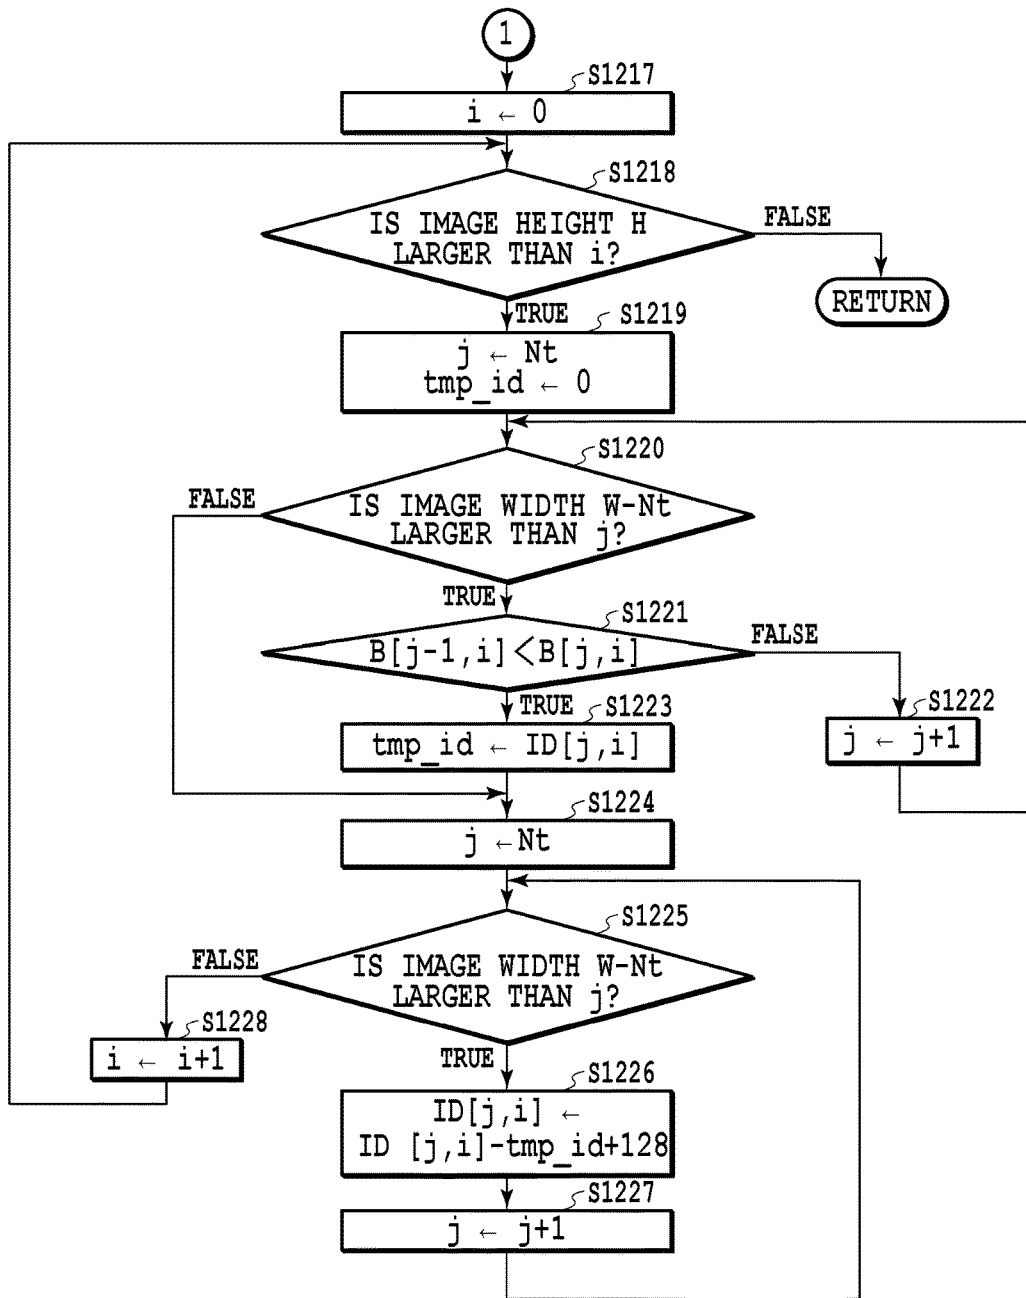 1
S1217
i ← 0
S1218
IS IMAGE HEIGHT H
LARGER THAN i?
FALSE
RETURN
TRUE
S1219
j ← Nt
tmp_id ← 0
S1220
FALSE
IS IMAGE WIDTH W-Nt
LARGER THAN j?
TRUE
S1221
B[j-1,i]<B[j,i]
FALSE
S1222
j ← j+1
TRUE
S1223
tmp_id ← ID[j,i]
S1224
j ←Nt
S1225
FALSE
IS IMAGE WIDTH W-Nt
LARGER THAN j?
S1228
i ← i+1
TRUE
S1226
ID[j,i] ←
ID [j,i]-tmp_id+128
S1227
j ← j+1